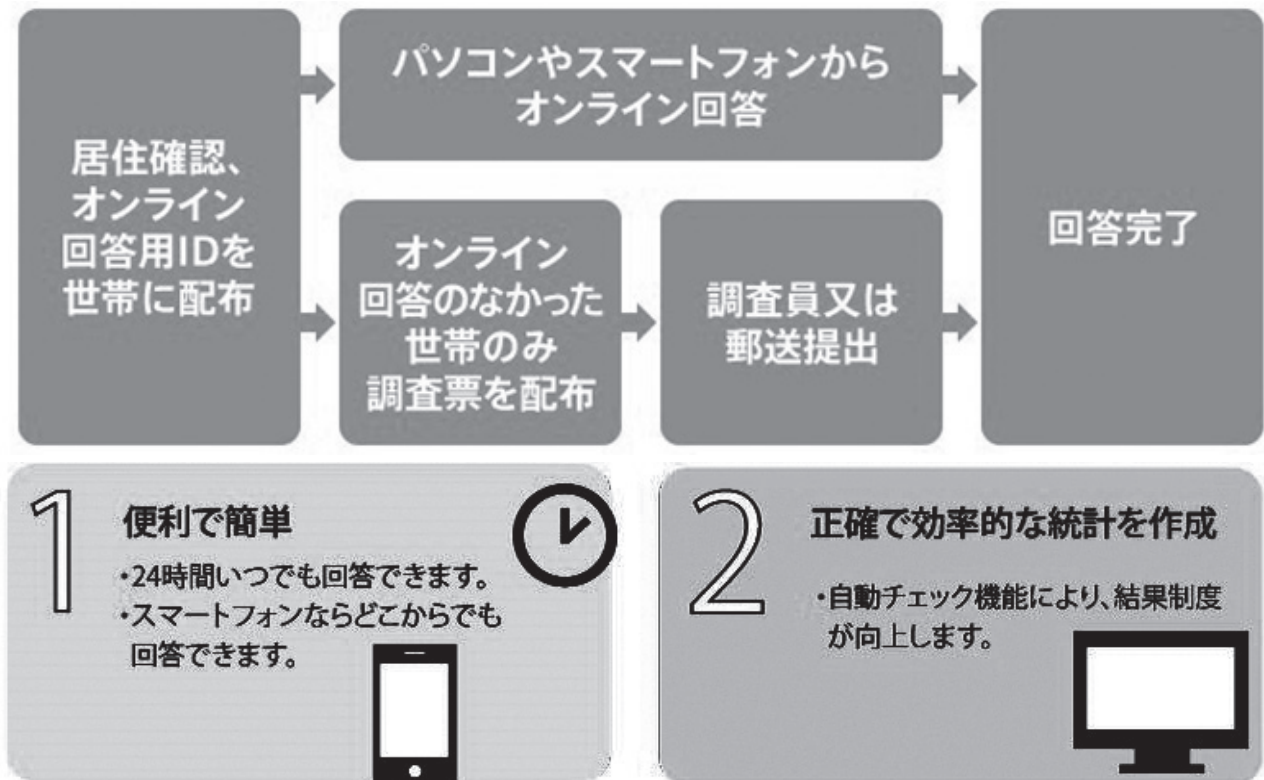 居住確認、
オンライン
回答用IDを
世帯に配布
パソコンやスマートフォンから
オンライン回答
オンライン
回答のなかった
世帯のみ
調査票を配布
調査員又は
郵送提出
回答完了
1
便利で簡単
・24時間いつでも回答できます。
・スマートフォンならどこからでも
回答できます。
2
正確で効率的な統計を作成
・自動チェック機能により、結果制度
が向上します。